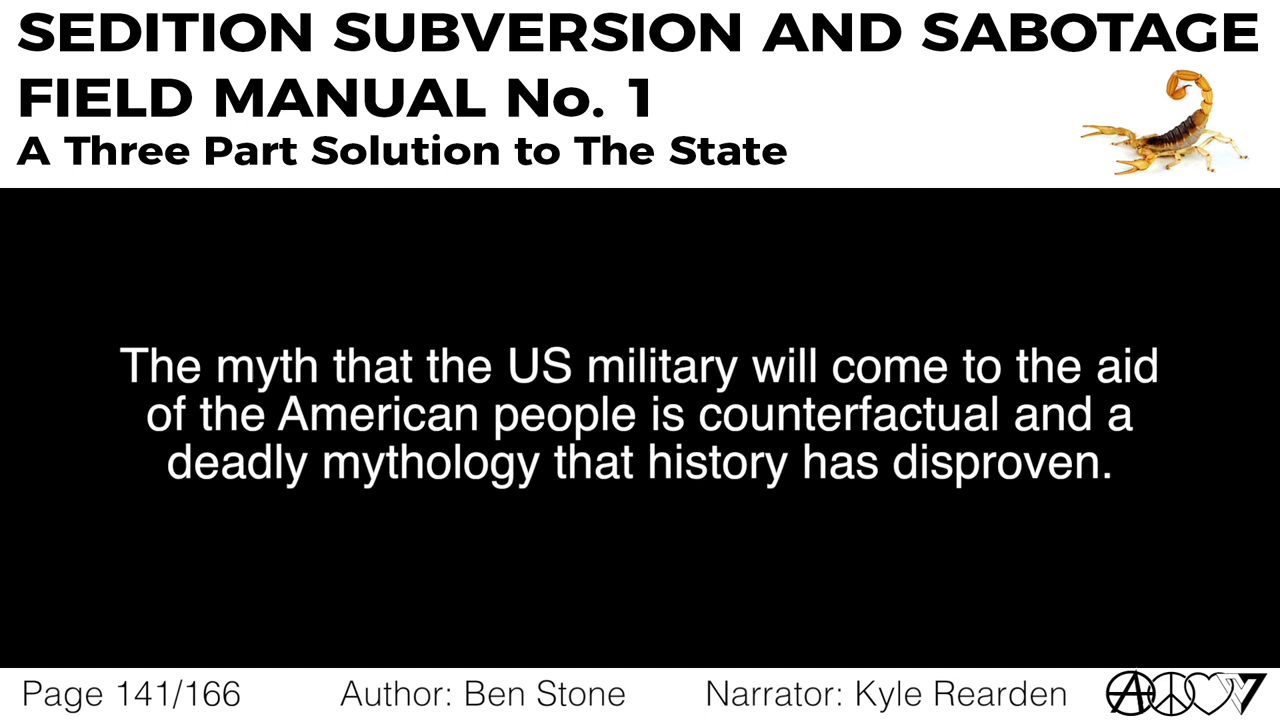 SEDITION SUBVERSION AND SABOTAGE
FIELD MANUAL No. 1
A Three Part Solution to The State
The myth that the US military will come to the aid
of the American people is counterfactual and a
deadly mythology that history has disproven.
Page 141/166 Author: Ben Stone Narrator: Kyle Rearden